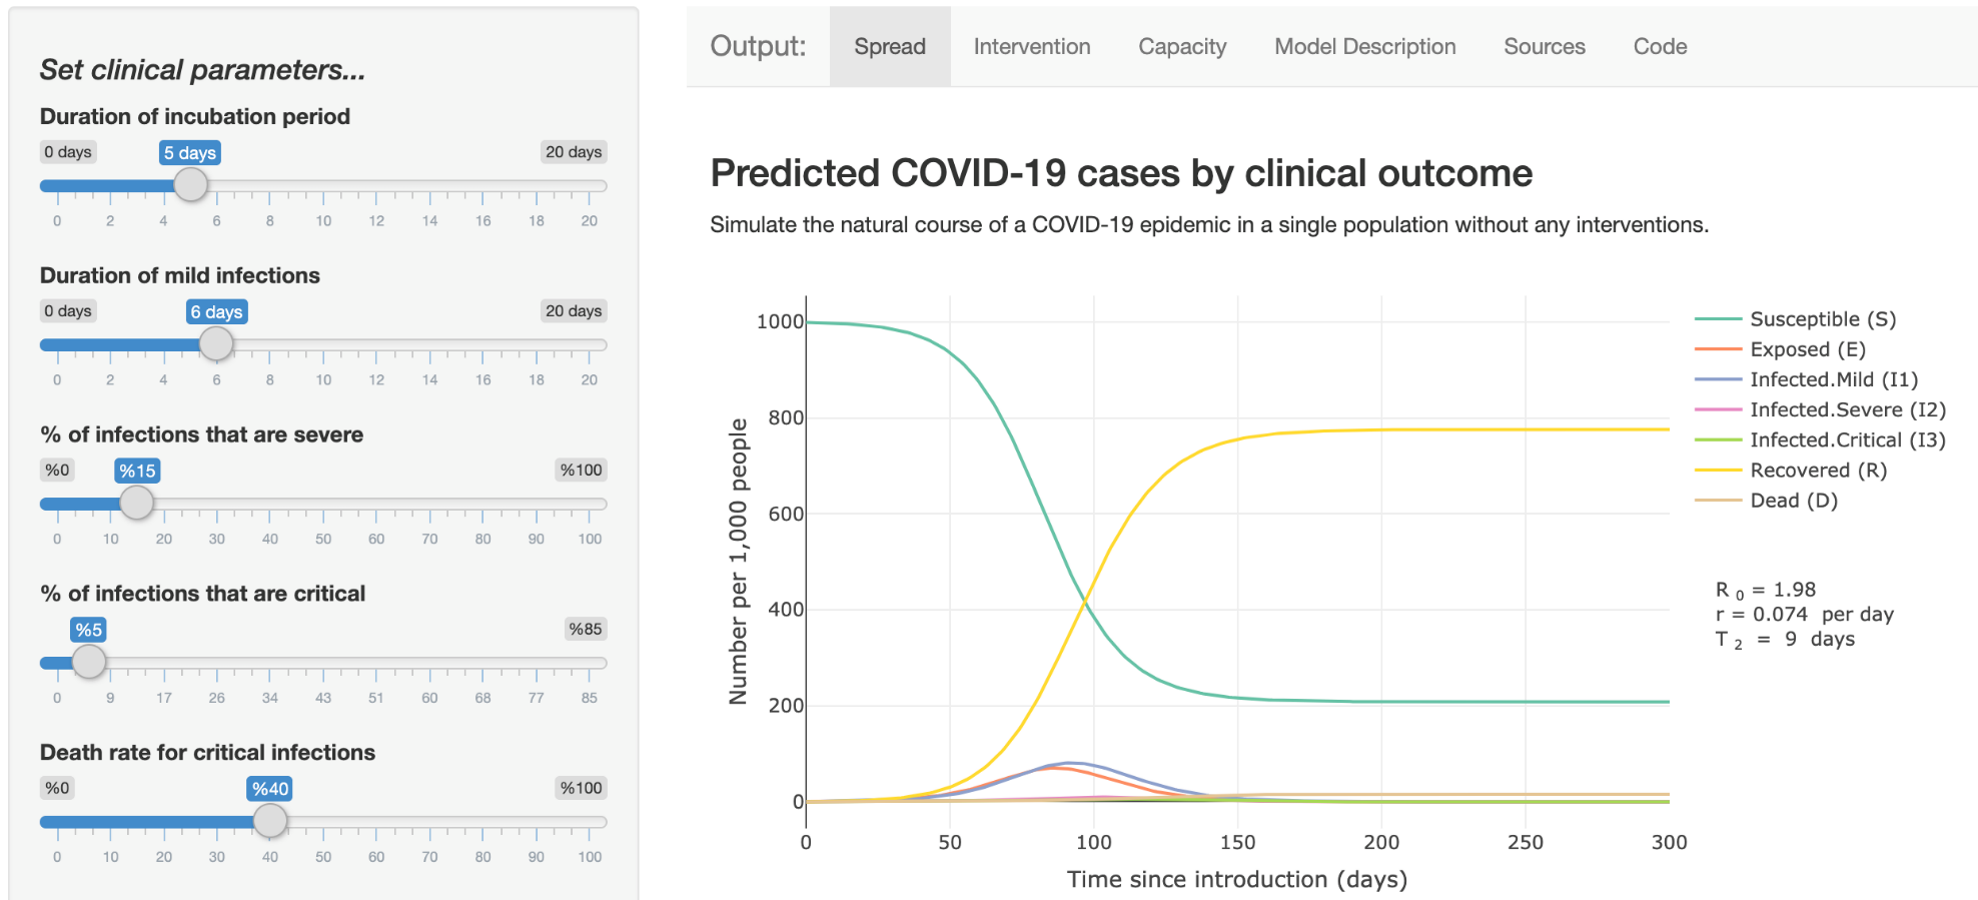 Set clinical parameters...
Duration of incubation period
0 days 5 days 20 days
0 2 4 6 8 10 12 14 16 18 20
Duration of mild infections
0 days 6 days 20 days
0 2 4 6 8 10 12 14 16 18 20
% of infections that are severe
%0 %15 %100
0 10 20 30 40 50 60 70 80 90 100
% of infections that are critical
%5 %85
0 9 17 26 34 43 51 60 68 77 85
Death rate for critical infections
%0 %40 %100
0 10 20 30 40 50 60 70 80 90 100
Output: Spread Intervention Capacity Model Description Sources Code
Predicted COVID-19 cases by clinical outcome
Simulate the natural course of a COVID-19 epidemic in a single population without any interventions.
Number per 1,000 people
1000
800
600
400
200
0
0 50 100 150 200 250 300
Time since introduction (days)
Susceptible (S)
Exposed (E)
Infected.Mild (I1)
Infected.Severe (I2)
Infected.Critical (I3)
Recovered (R)
Dead (D)
R 0 = 1.98
r = 0.074 per day
T 2 = 9 days